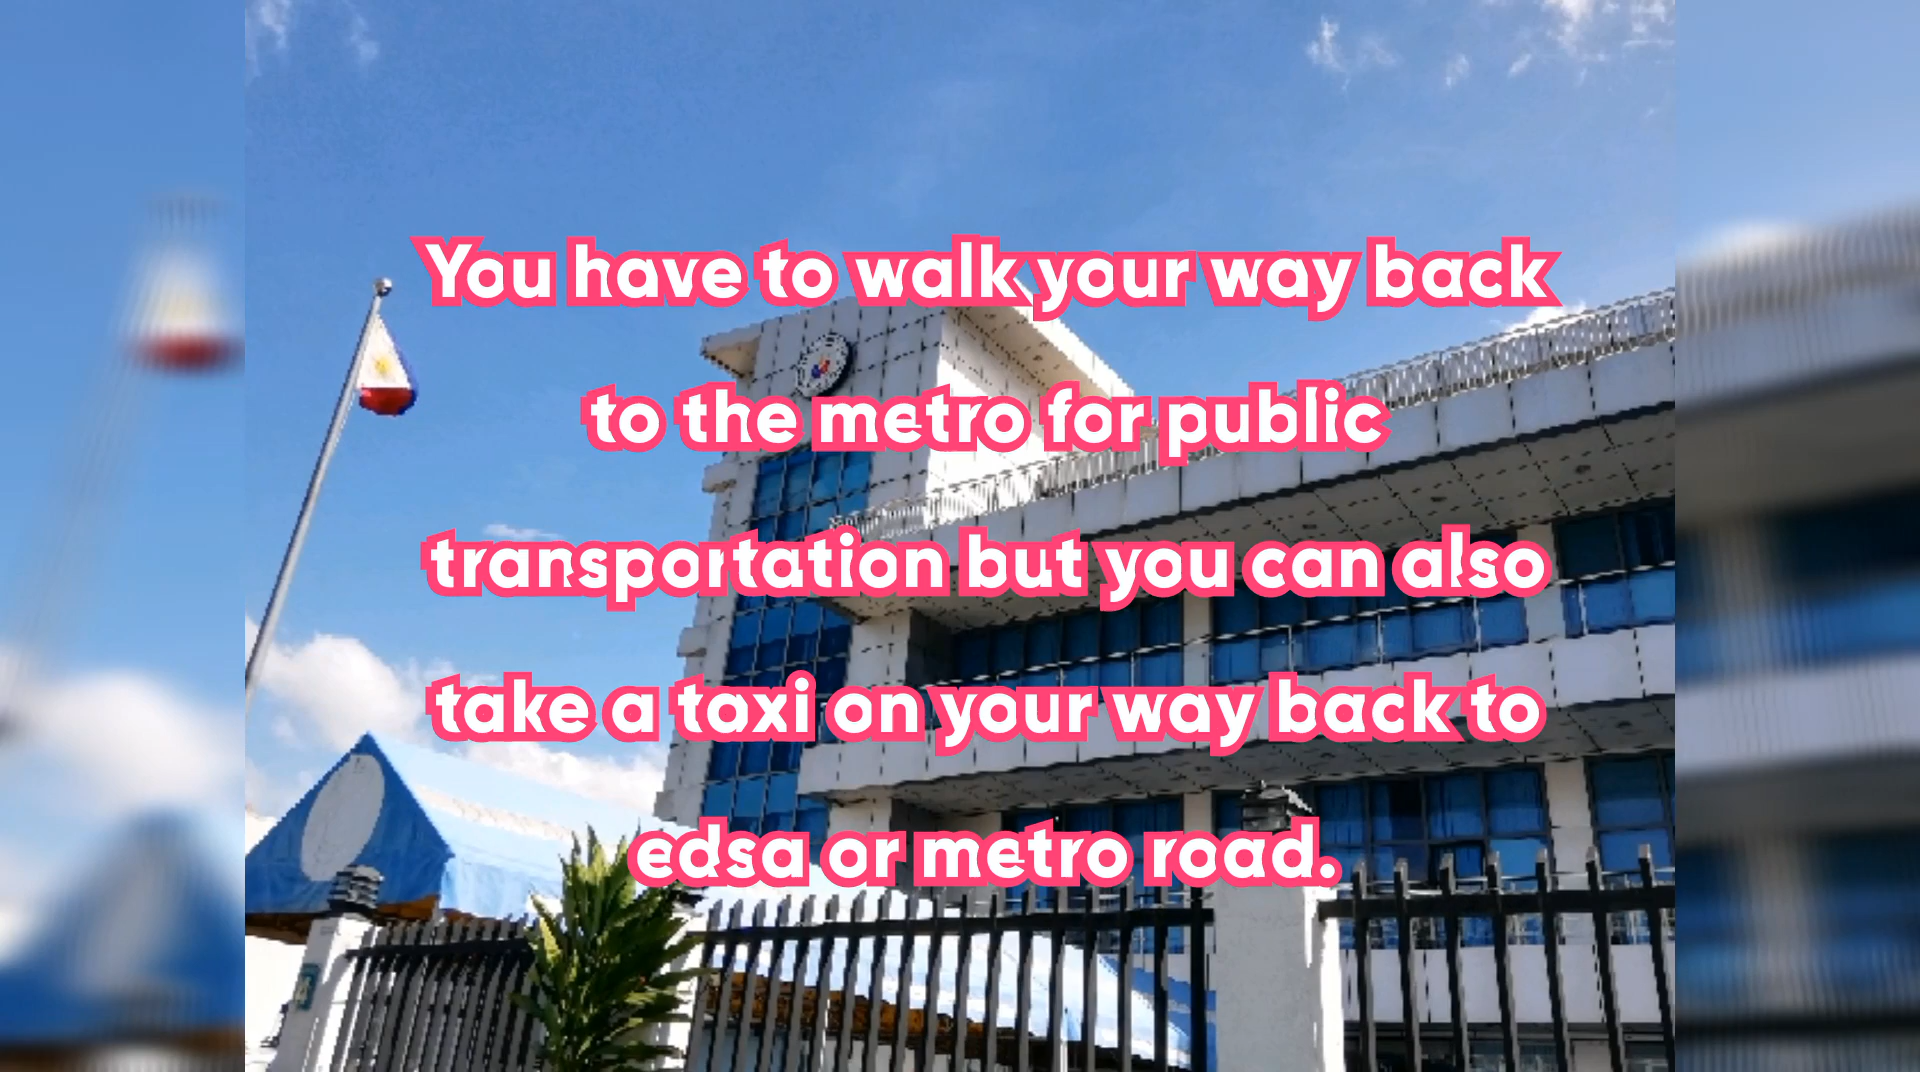 You have to walk your way back
to the metro for public
transportation but you can also
take a taxi on your way back to
edsa or metro road.